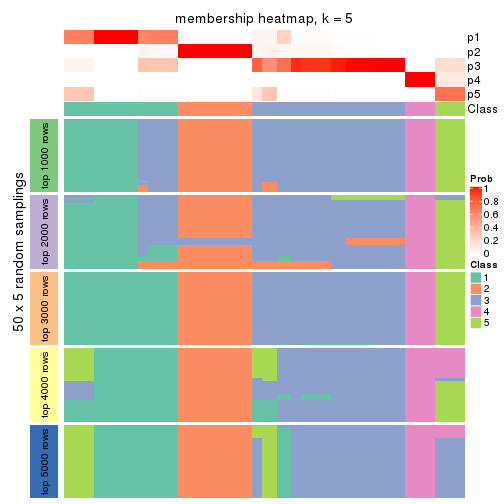 membership heatmap, k = 5
p1
p2
p3
p4
p5
Class
50 x 5 random samplings
top 1000 rows
top 2000 rows
top 3000 rows
top 4000 rows
top 5000 rows
Prob
1
0.8
0.6
0.4
0.2
0
Class
1
2
3
4
5